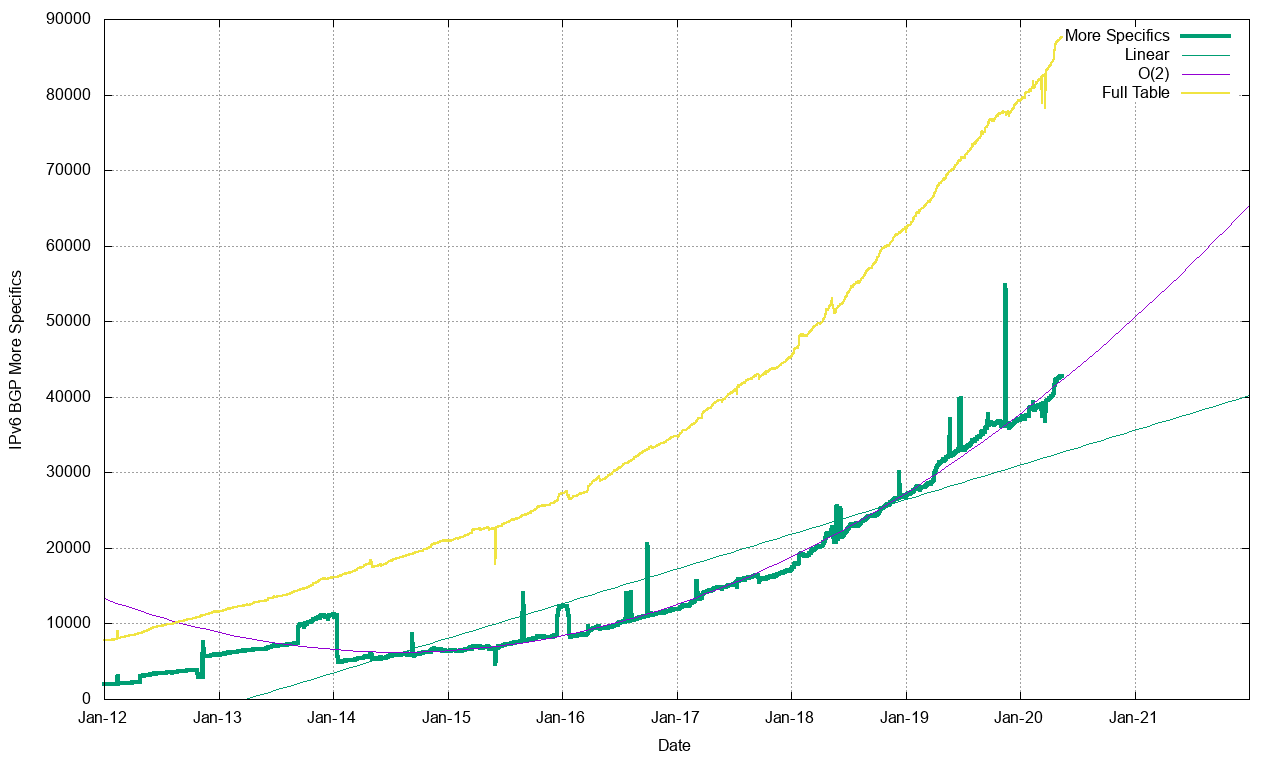 90000
80000
70000
60000
50000
40000
30000
20000
10000
0
IPv6 BGP More Specifics
More Specifics
Linear
O(2)
Full Table
Jan-12 Jan-13 Jan-14 Jan-15 Jan-16 Jan-17 Jan-18 Jan-19 Jan-20 Jan-21
Date